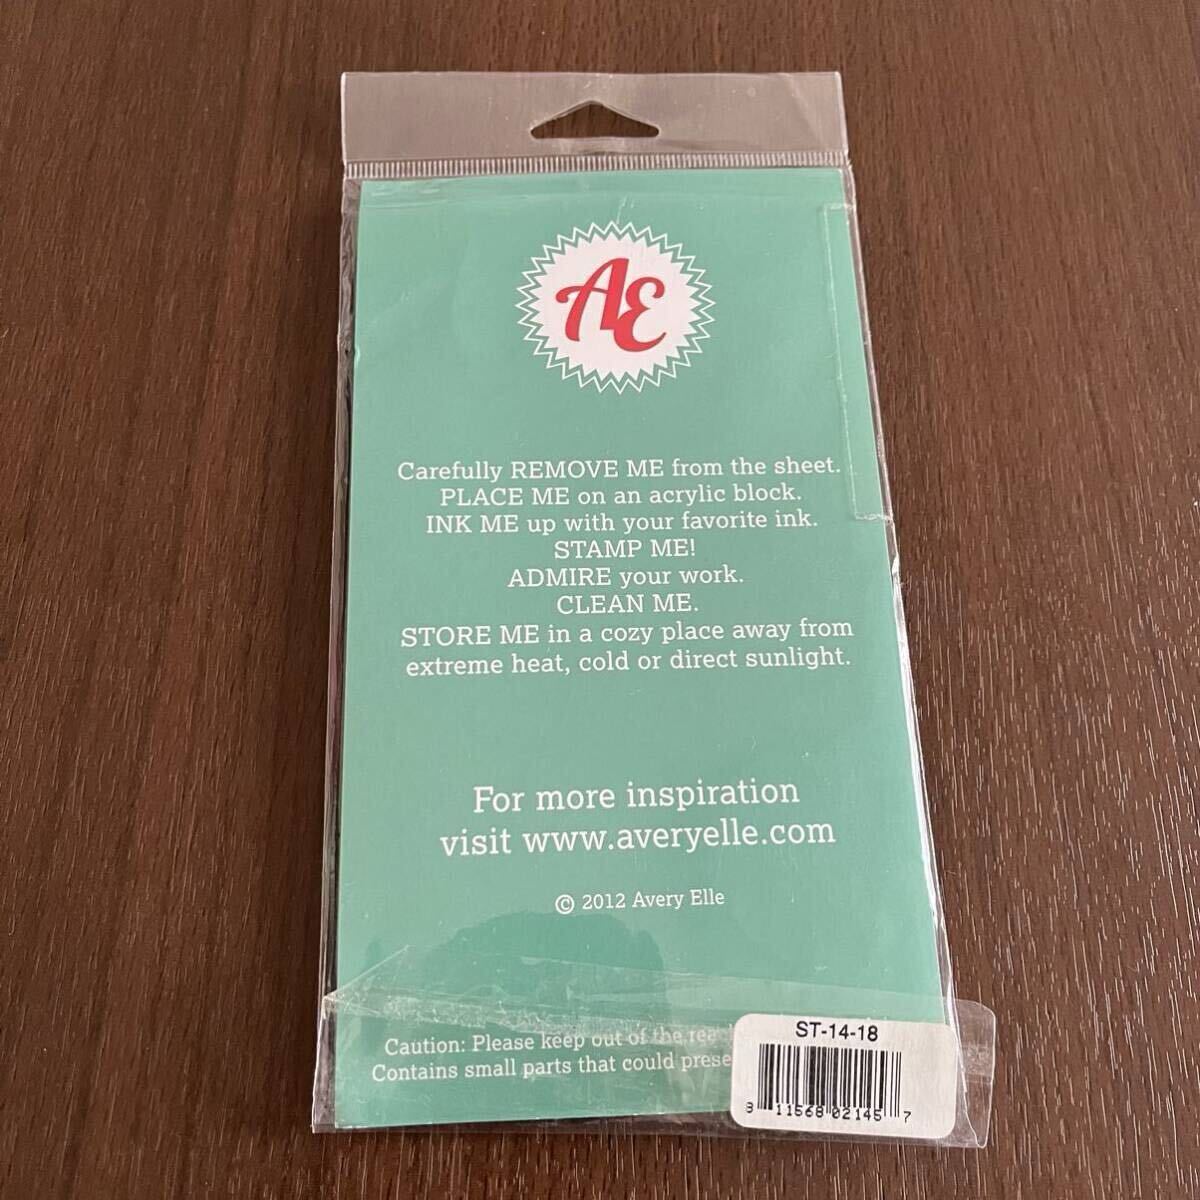 AE
Carefully REMOVE ME from the sheet.
PLACE ME on an acrylic block.
INK ME up with your favorite ink.
STAMP ME!
ADMIRE your work.
CLEAN ME.
STORE ME in a cozy place away from
extreme heat, cold or direct sunlight.
For more inspiration
visit www.averyelle.com
© 2012 Avery Elle
Caution: Please keep out of the
Contains small parts that could
ST-14-18
8 11568 02145 7